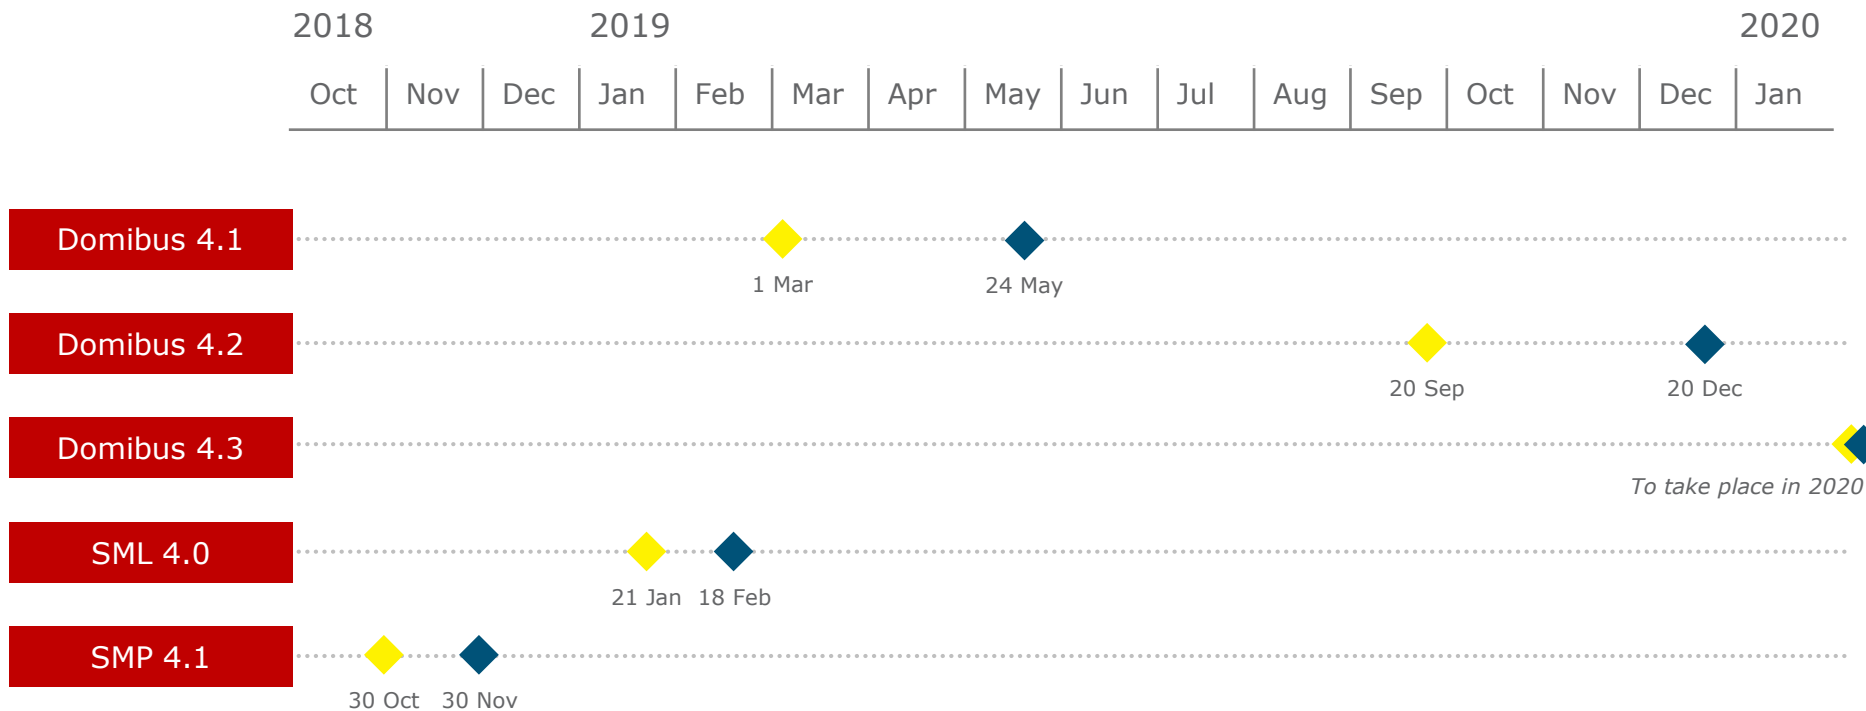 2018 2019 2020
Oct Nov Dec Jan Feb Mar Apr May Jun Jul Aug Sep Oct Nov Dec Jan
Domibus 4.1
1 Mar 24 May
Domibus 4.2
20 Sep 20 Dec
Domibus 4.3
To take place in 2020
SML 4.0
21 Jan 18 Feb
SMP 4.1
30 Oct 30 Nov